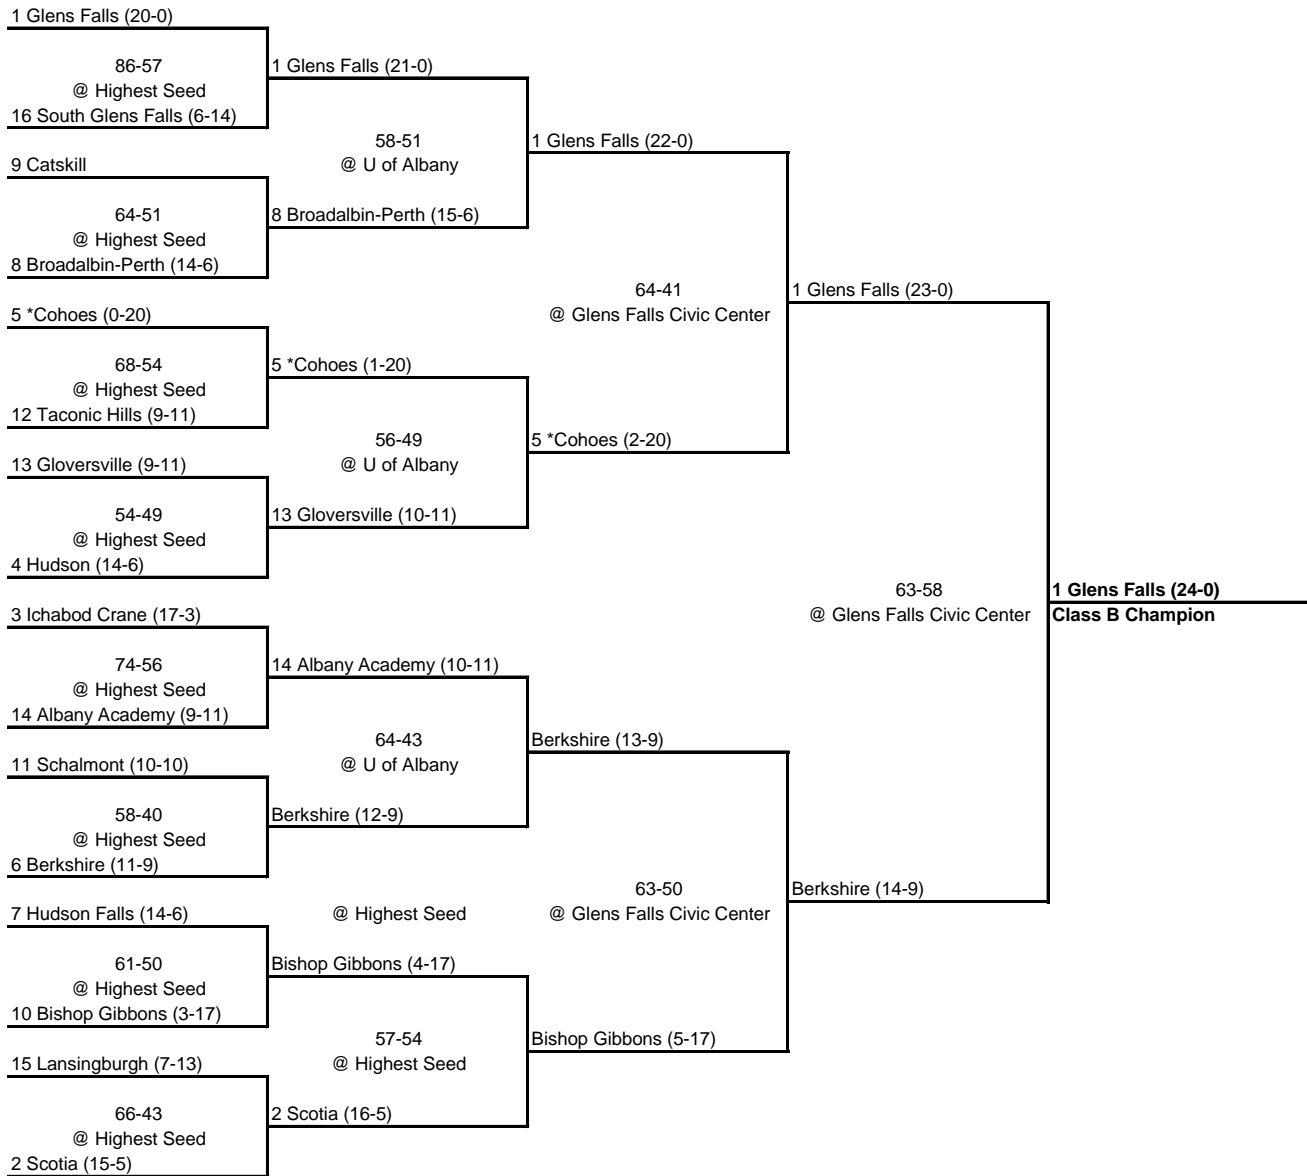 1 Glens Falls (20-0)
86-57
@ Highest Seed
16 South Glens Falls (6-14)
1 Glens Falls (21-0)
58-51
@ U of Albany
1 Glens Falls (22-0)
9 Catskill
64-51
@ Highest Seed
8 Broadalbin-Perth (14-6)
8 Broadalbin-Perth (15-6)
64-41
@ Glens Falls Civic Center
1 Glens Falls (23-0)
5 *Cohoes (0-20)
68-54
@ Highest Seed
12 Taconic Hills (9-11)
5 *Cohoes (1-20)
56-49
@ U of Albany
5 *Cohoes (2-20)
13 Gloversville (9-11)
54-49
@ Highest Seed
4 Hudson (14-6)
13 Gloversville (10-11)
63-58
@ Glens Falls Civic Center
1 Glens Falls (24-0)
Class B Champion
3 Ichabod Crane (17-3)
74-56
@ Highest Seed
14 Albany Academy (9-11)
14 Albany Academy (10-11)
64-43
@ U of Albany
Berkshire (13-9)
11 Schalmont (10-10)
58-40
@ Highest Seed
6 Berkshire (11-9)
Berkshire (12-9)
63-50
@ Glens Falls Civic Center
Berkshire (14-9)
7 Hudson Falls (14-6)
@ Highest Seed
61-50
@ Highest Seed
10 Bishop Gibbons (3-17)
Bishop Gibbons (4-17)
57-54
@ Highest Seed
Bishop Gibbons (5-17)
15 Lansingburgh (7-13)
66-43
@ Highest Seed
2 Scotia (15-5)
2 Scotia (16-5)